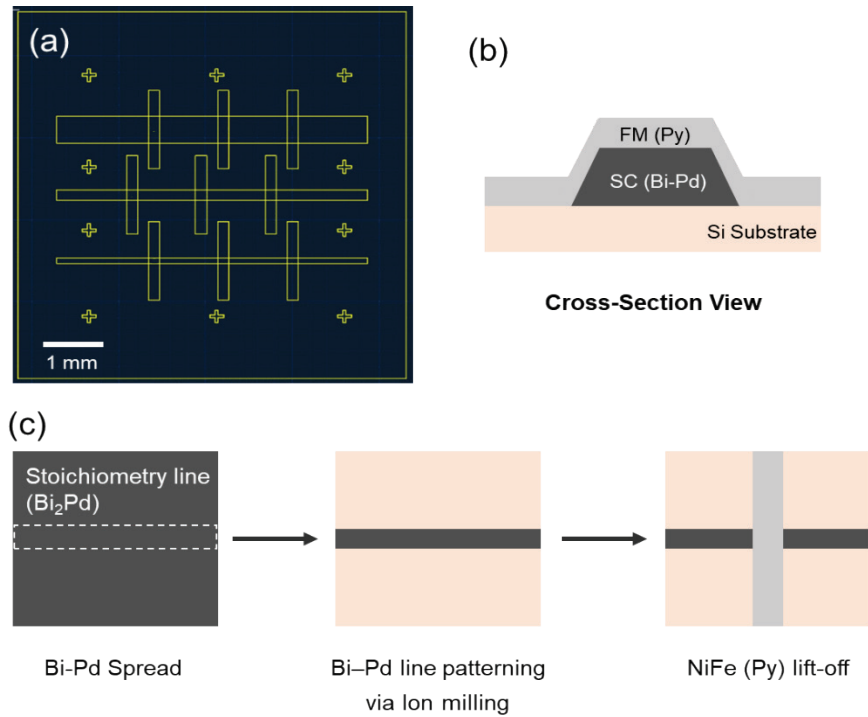 (a)
1 mm
(b)
FM (Py)
SC (Bi-Pd)
Si Substrate
Cross-Section View
(c)
Stoichiometry line
(Bi₂Pd)
Bi-Pd Spread
Bi–Pd line patterning
via Ion milling
NiFe (Py) lift-off